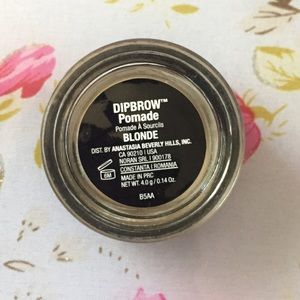 DIPBROW™
Pomade
Pomade À Sourcils
BLONDE
DIST. BY ANASTASIA BEVERLY HILLS, INC.
CA 90210 | USA
NORAN SRL | 900178
CONSTANTA | ROMANIA
6M
MADE IN PRC
NET WT. 4.0 g / 0.14 Oz.
B5AA